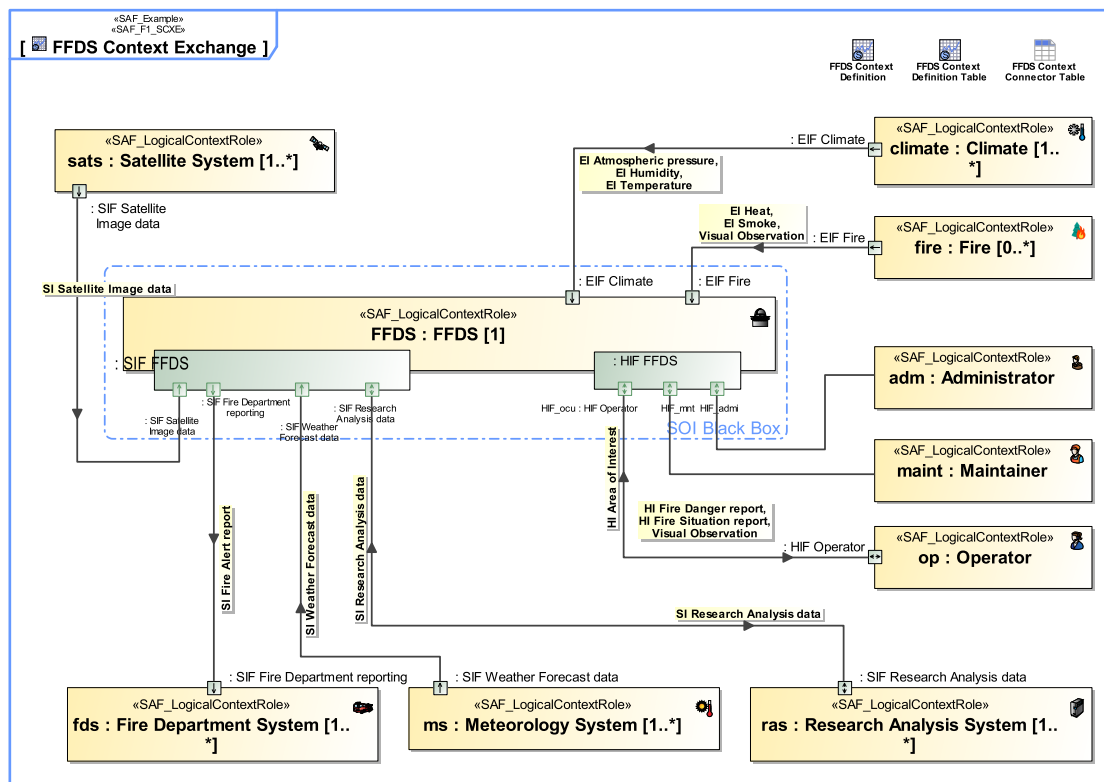 «SAF_Example»
«SAF_F1_SCXE»
[ FFDS Context Exchange ]
FFDS Context
Definition
FFDS Context
Definition Table
FFDS Context
Connector Table
«SAF_LogicalContextRole»
sats : Satellite System [1..*]
: SIF Satellite
Image data
SI Satellite Image data
«SAF_LogicalContextRole»
climate : Climate [1..
*]
: EIF Climate
EI Atmospheric pressure,
EI Humidity,
EI Temperature
«SAF_LogicalContextRole»
fire : Fire [0..*]
EI Heat,
EI Smoke,
Visual Observation
: EIF Fire
: EIF Climate
: EIF Fire
«SAF_LogicalContextRole»
FFDS : FFDS [1]
: SIF FFDS
: HIF FFDS
: SIF Satellite
Image data
: SIF Fire Department
reporting
: SIF Weather
Forecast data
: SIF Research
Analysis data
HIF_ocu : HIF Operator
HIF_mnt
HIF_admi
SOI Black Box
«SAF_LogicalContextRole»
adm : Administrator
«SAF_LogicalContextRole»
maint : Maintainer
«SAF_LogicalContextRole»
op : Operator
: HIF Operator
HI Area of Interest
HI Fire Danger report,
HI Fire Situation report,
Visual Observation
SI Fire Alert report
SI Weather Forecast data
SI Research Analysis data
SI Research Analysis data
: SIF Fire Department reporting
: SIF Weather Forecast data
: SIF Research Analysis data
«SAF_LogicalContextRole»
fds : Fire Department System [1..
*]
«SAF_LogicalContextRole»
ms : Meteorology System [1..*]
«SAF_LogicalContextRole»
ras : Research Analysis System [1..
*]